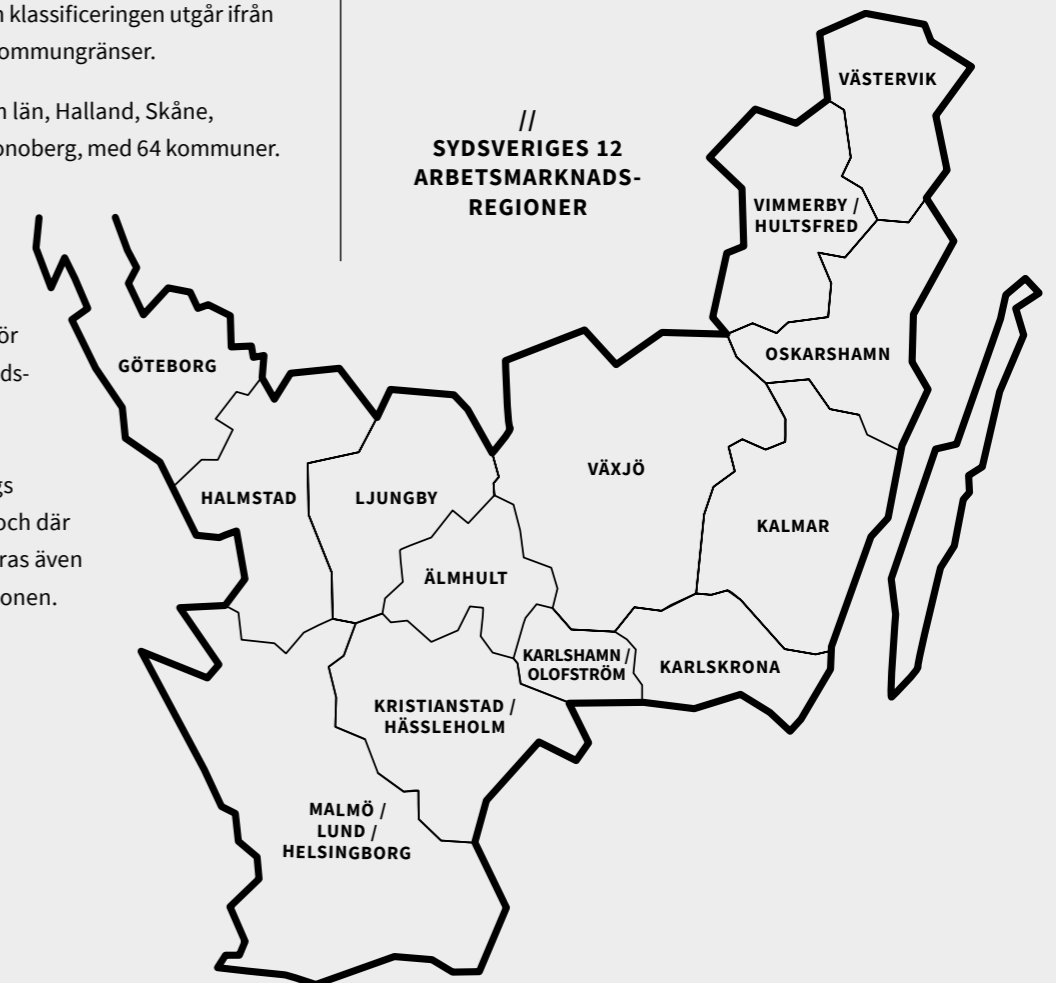 n klassificeringen utgår ifrån
ommungränser.
n län, Halland, Skåne,
onoberg, med 64 kommuner.
ör
ds-
gs
och där
ras även
onen.
//
SYDSVERIGES 12
ARBETSMARKNADS-
REGIONER
VÄSTERVIK
VIMMERBY /
HULTSFRED
OSKARSHAMN
GÖTEBORG
HALMSTAD
LJUNGBY
VÄXJÖ
KALMAR
ÄLMHULT
KARLSHAMN /
OLOFSTRÖM
KARLSKRONA
KRISTIANSTAD /
HÄSSLEHOLM
MALMÖ /
LUND /
HELSINGBORG